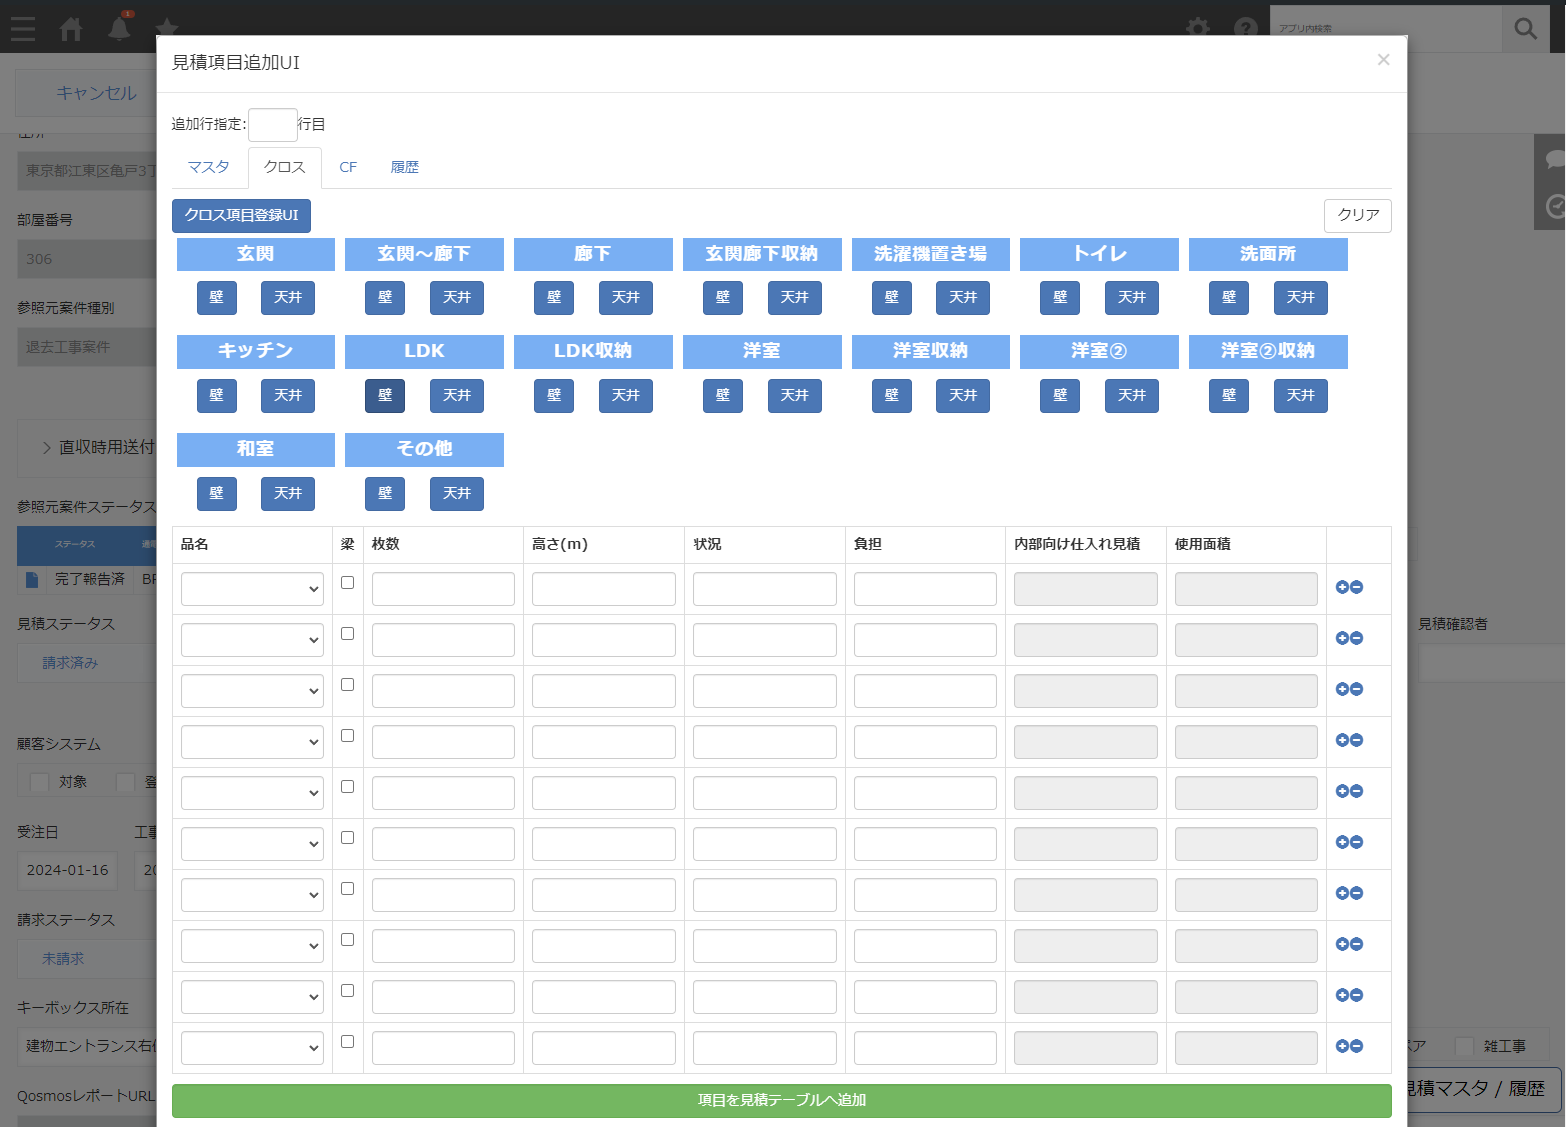 1
アプリ内検索
見積項目追加UI
×
キャンセル
追加行指定: 行目
マスタ クロス CF 履歴
クロス項目登録UI クリア
玄関 玄関～廊下 廊下 玄関廊下収納 洗濯機置き場 トイレ 洗面所
壁 天井 壁 天井 壁 天井 壁 天井 壁 天井 壁 天井 壁 天井
キッチン LDK LDK収納 洋室 洋室収納 洋室② 洋室②収納
壁 天井 壁 天井 壁 天井 壁 天井 壁 天井 壁 天井 壁 天井
和室 その他
壁 天井 壁 天井
品名 梁 枚数 高さ(m) 状況 負担 内部向け仕入れ見積 使用面積
項目を見積テーブルへ追加
東京都江東区亀戸3丁
部屋番号
306
参照元案件種別
退去工事案件
直収時用送付
参照元案件ステータス
ステータス
完了報告済
見積ステータス
請求済み
顧客システム
対象
受注日 工事
2024-01-16 20
請求ステータス
未請求
キーボックス所在
建物エントランス右
QosmosレポートURL
見積確認者
雑工事
見積マスタ / 履歴